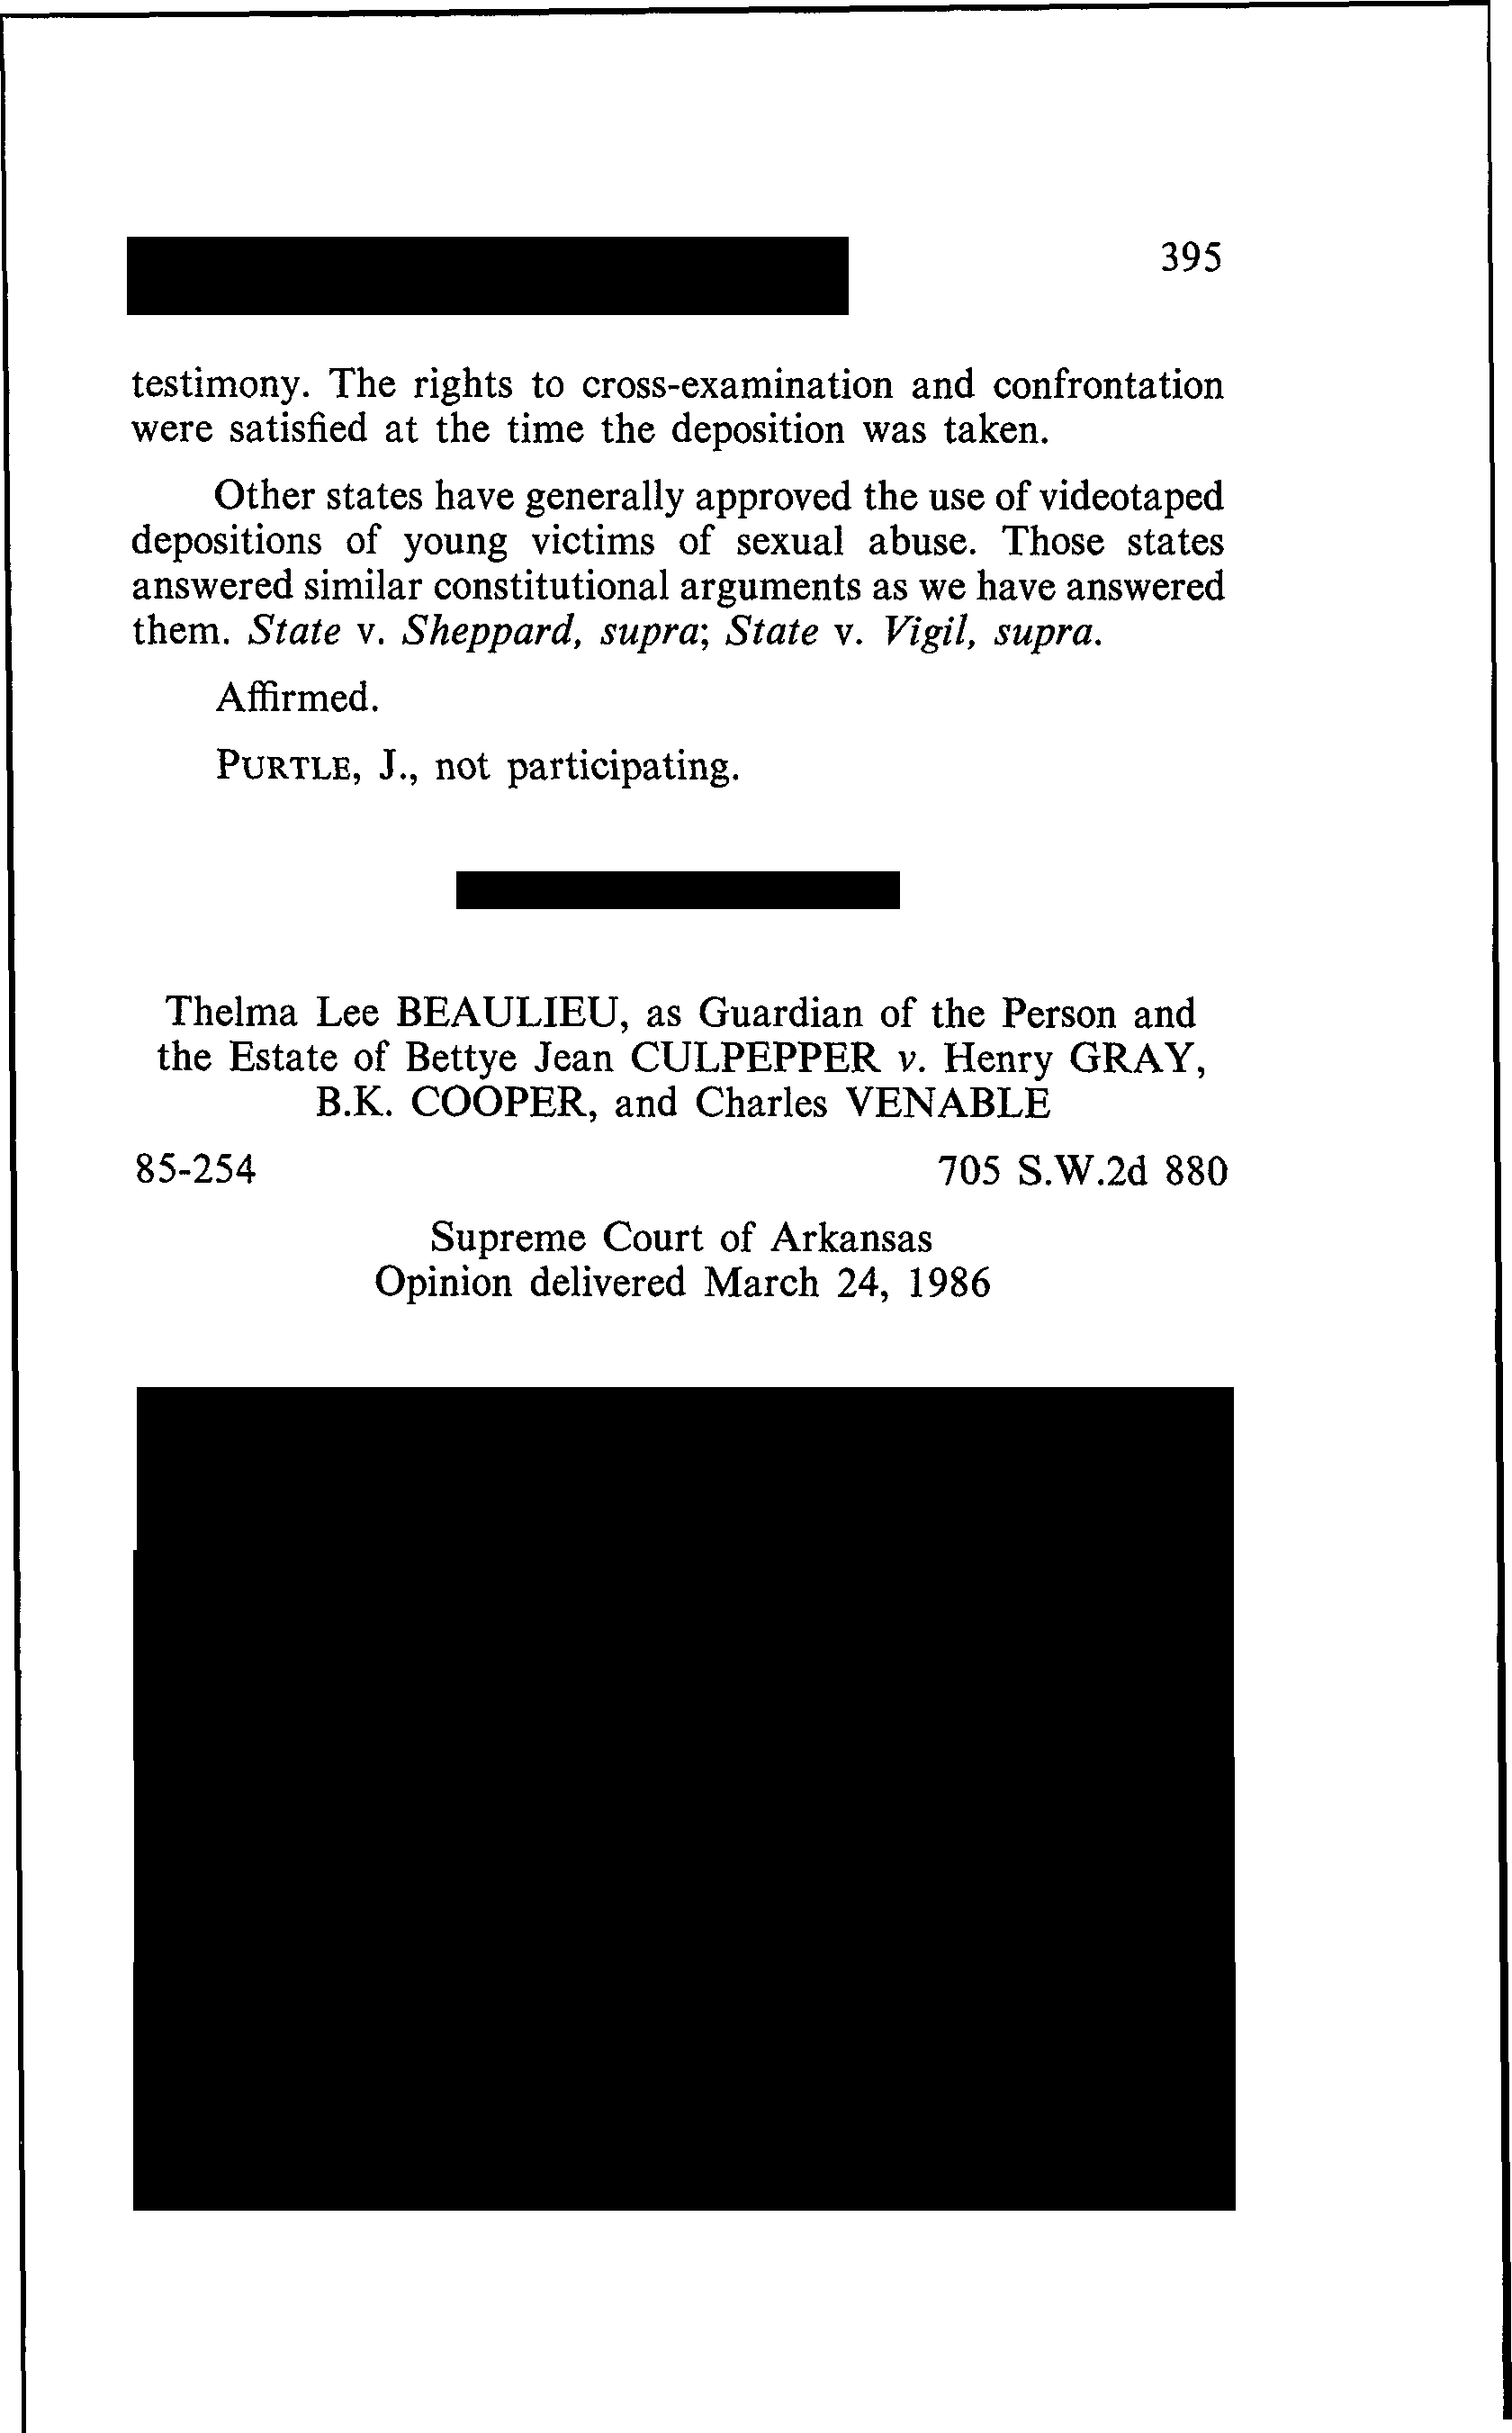 395
testimony. The rights to cross-examination and confrontation
were satisfied at the time the deposition was taken.
Other states have generally approved the use of videotaped
depositions of young victims of sexual abuse. Those states
answered similar constitutional arguments as we have answered
them. State v. Sheppard, supra; State v. Vigil, supra.
Affirmed.
PURTLE, J., not participating.
Thelma Lee BEAULIEU, as Guardian of the Person and
the Estate of Bettye Jean CULPEPPER v. Henry GRAY,
B.K. COOPER, and Charles VENABLE
85-254 705 S.W.2d 880
Supreme Court of Arkansas
Opinion delivered March 24, 1986